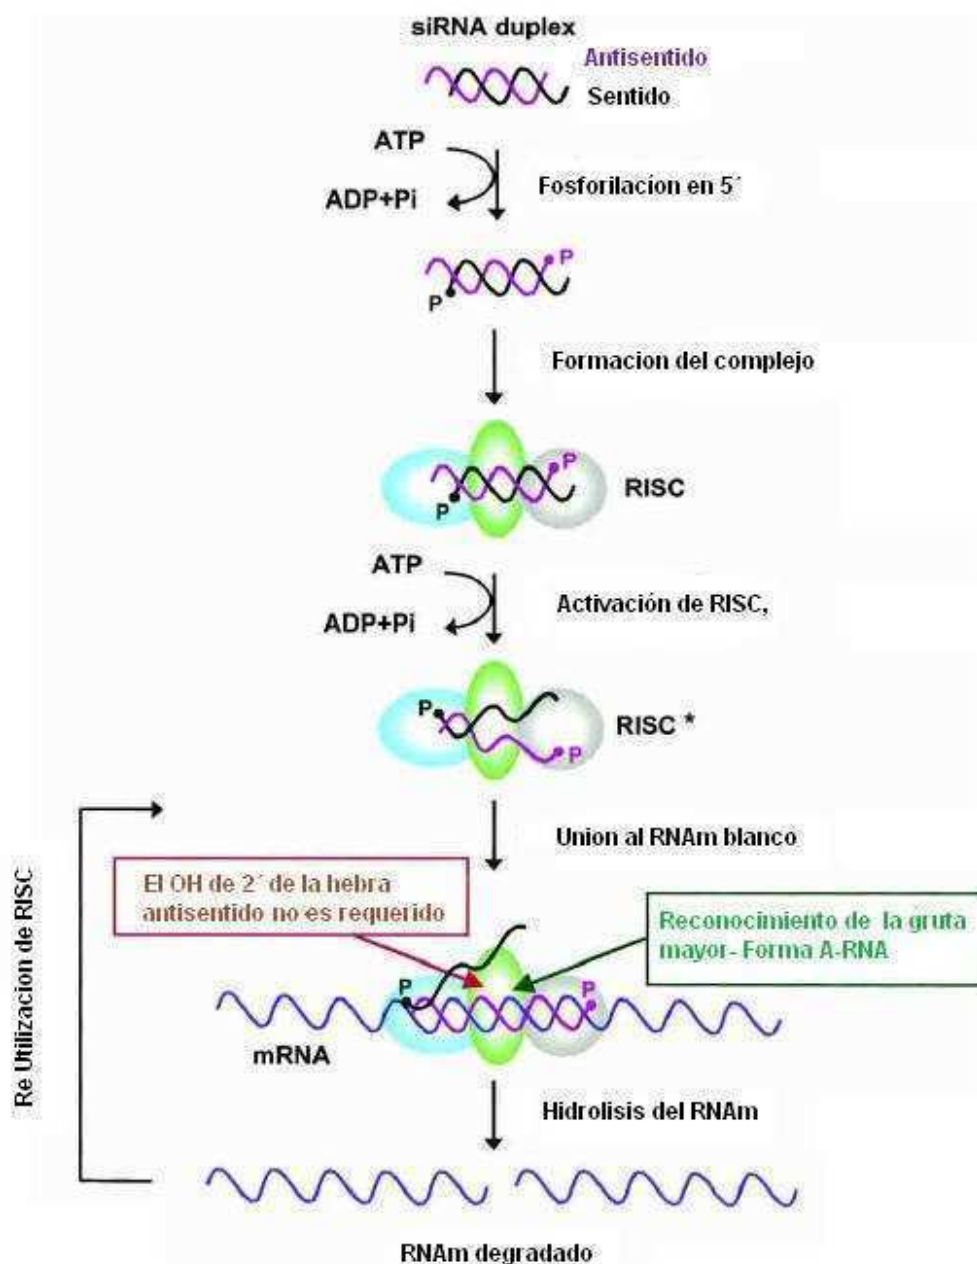 siRNA duplex
Antisentido
Sentido
ATP
ADP+Pi
Fosforilacion en 5´
P
P
Formacion del complejo
P
P
RISC
ATP
ADP+Pi
Activación de RISC,
P
P
RISC *
Union al RNAm blanco
Re Utilizacion de RISC
El OH de 2´ de la hebra
antisentido no es requerido
Reconocimiento de la gruta
mayor- Forma A-RNA
P
P
mRNA
Hidrolisis del RNAm
RNAm degradado